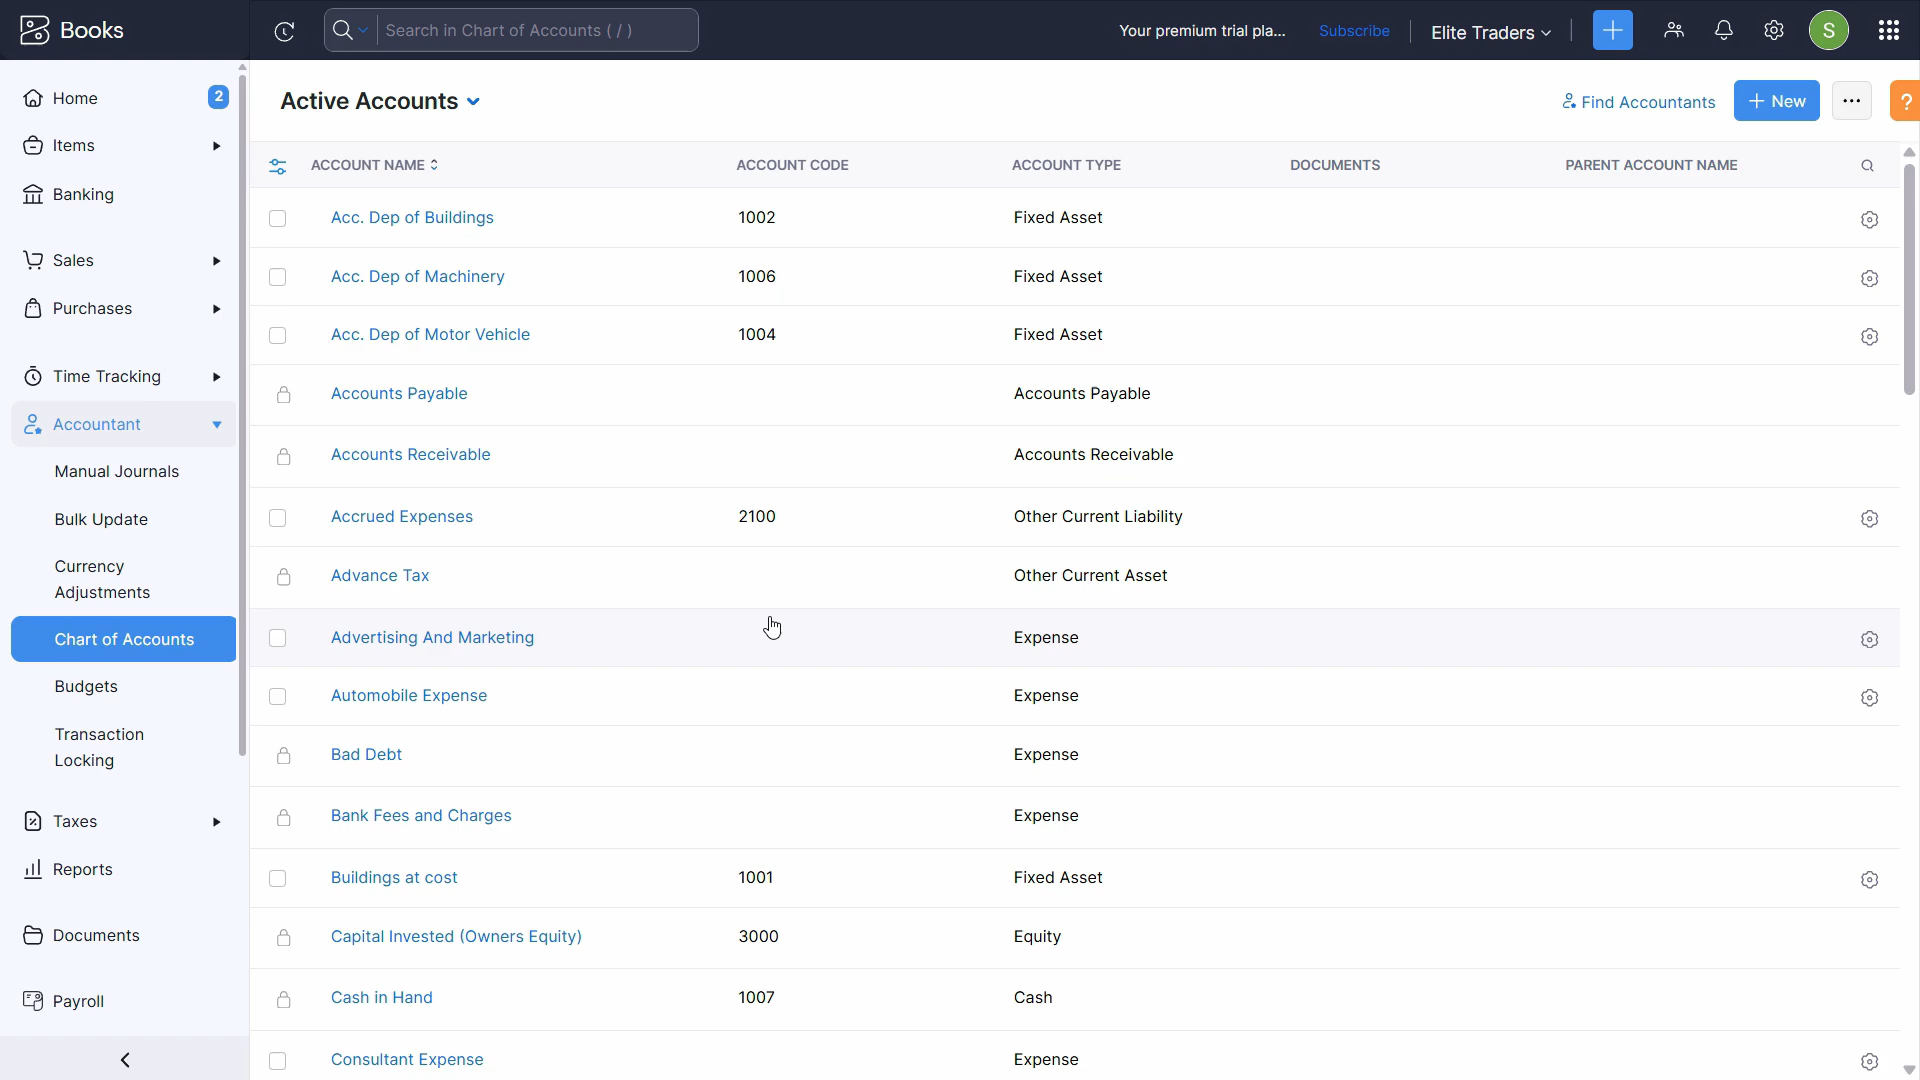 Books
Search in Chart of Accounts ( / )
Your premium trial pla...
Subscribe
Elite Traders
S
Home
2
Items
Banking
Sales
Purchases
Time Tracking
Accountant
Manual Journals
Bulk Update
Currency
Adjustments
Chart of Accounts
Budgets
Transaction
Locking
Taxes
Reports
Documents
Payroll
Active Accounts
Find Accountants
+ New
...
?
ACCOUNT NAME ACCOUNT CODE ACCOUNT TYPE DOCUMENTS PARENT ACCOUNT NAME
Acc. Dep of Buildings 1002 Fixed Asset
Acc. Dep of Machinery 1006 Fixed Asset
Acc. Dep of Motor Vehicle 1004 Fixed Asset
Accounts Payable Accounts Payable
Accounts Receivable Accounts Receivable
Accrued Expenses 2100 Other Current Liability
Advance Tax Other Current Asset
Advertising And Marketing Expense
Automobile Expense Expense
Bad Debt Expense
Bank Fees and Charges Expense
Buildings at cost 1001 Fixed Asset
Capital Invested (Owners Equity) 3000 Equity
Cash in Hand 1007 Cash
Consultant Expense Expense